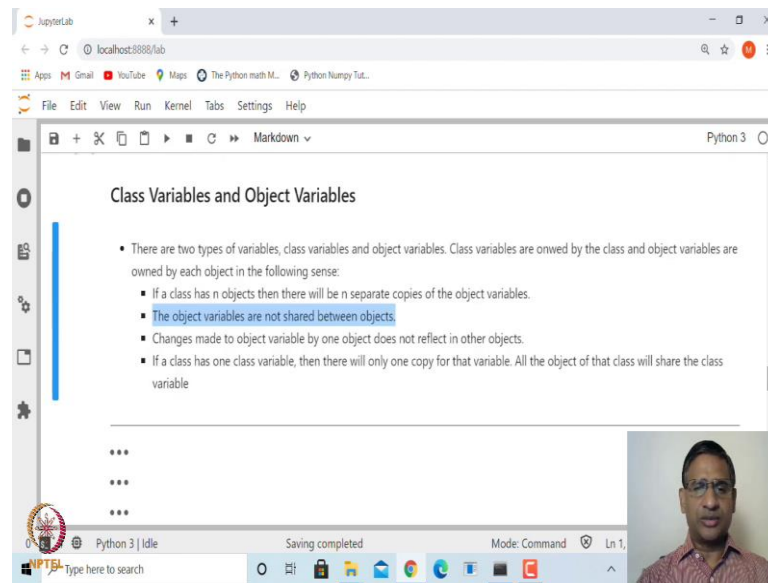 JupyterLab
localhost:8888/lab
Apps Gmail YouTube Maps The Python math M... Python Numpy Tut...
File Edit View Run Kernel Tabs Settings Help
Markdown Python 3
Class Variables and Object Variables
There are two types of variables, class variables and object variables. Class variables are onwed by the class and object variables are
owned by each object in the following sense:
If a class has n objects then there will be n separate copies of the object variables.
The object variables are not shared between objects.
Changes made to object variable by one object does not reflect in other objects.
If a class has one class variable, then there will only one copy for that variable. All the object of that class will share the class
variable
Python 3 | Idle Saving completed Mode: Command Ln 1,
NPTEL Type here to search